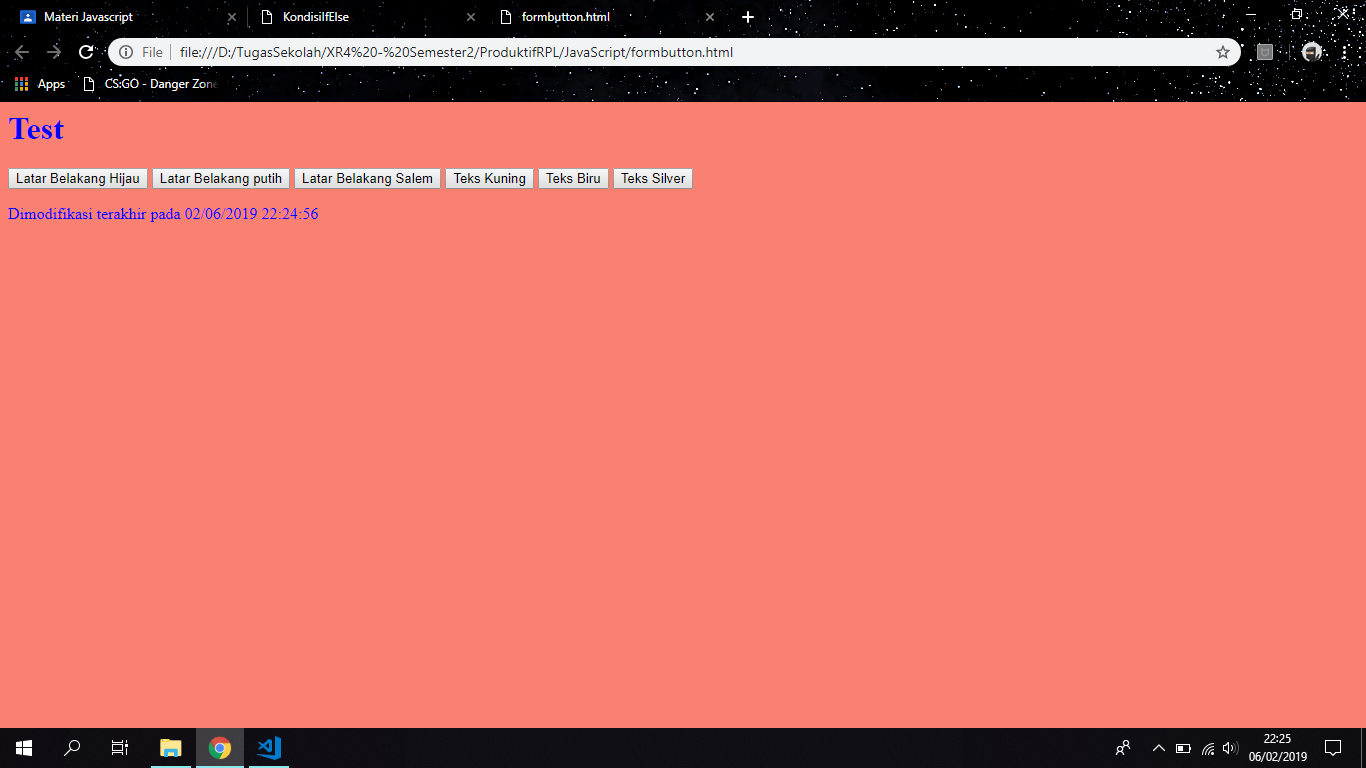 Materi Javascript
KondisiIfElse
formbutton.html
File
file:///D:/TugasSekolah/XR4%20-%20Semester2/ProduktifRPL/JavaScript/formbutton.html
Apps
CS:GO - Danger Zone
Test
Latar Belakang Hijau
Latar Belakang putih
Latar Belakang Salem
Teks Kuning
Teks Biru
Teks Silver
Dimodifikasi terakhir pada 02/06/2019 22:24:56
22:25
06/02/2019